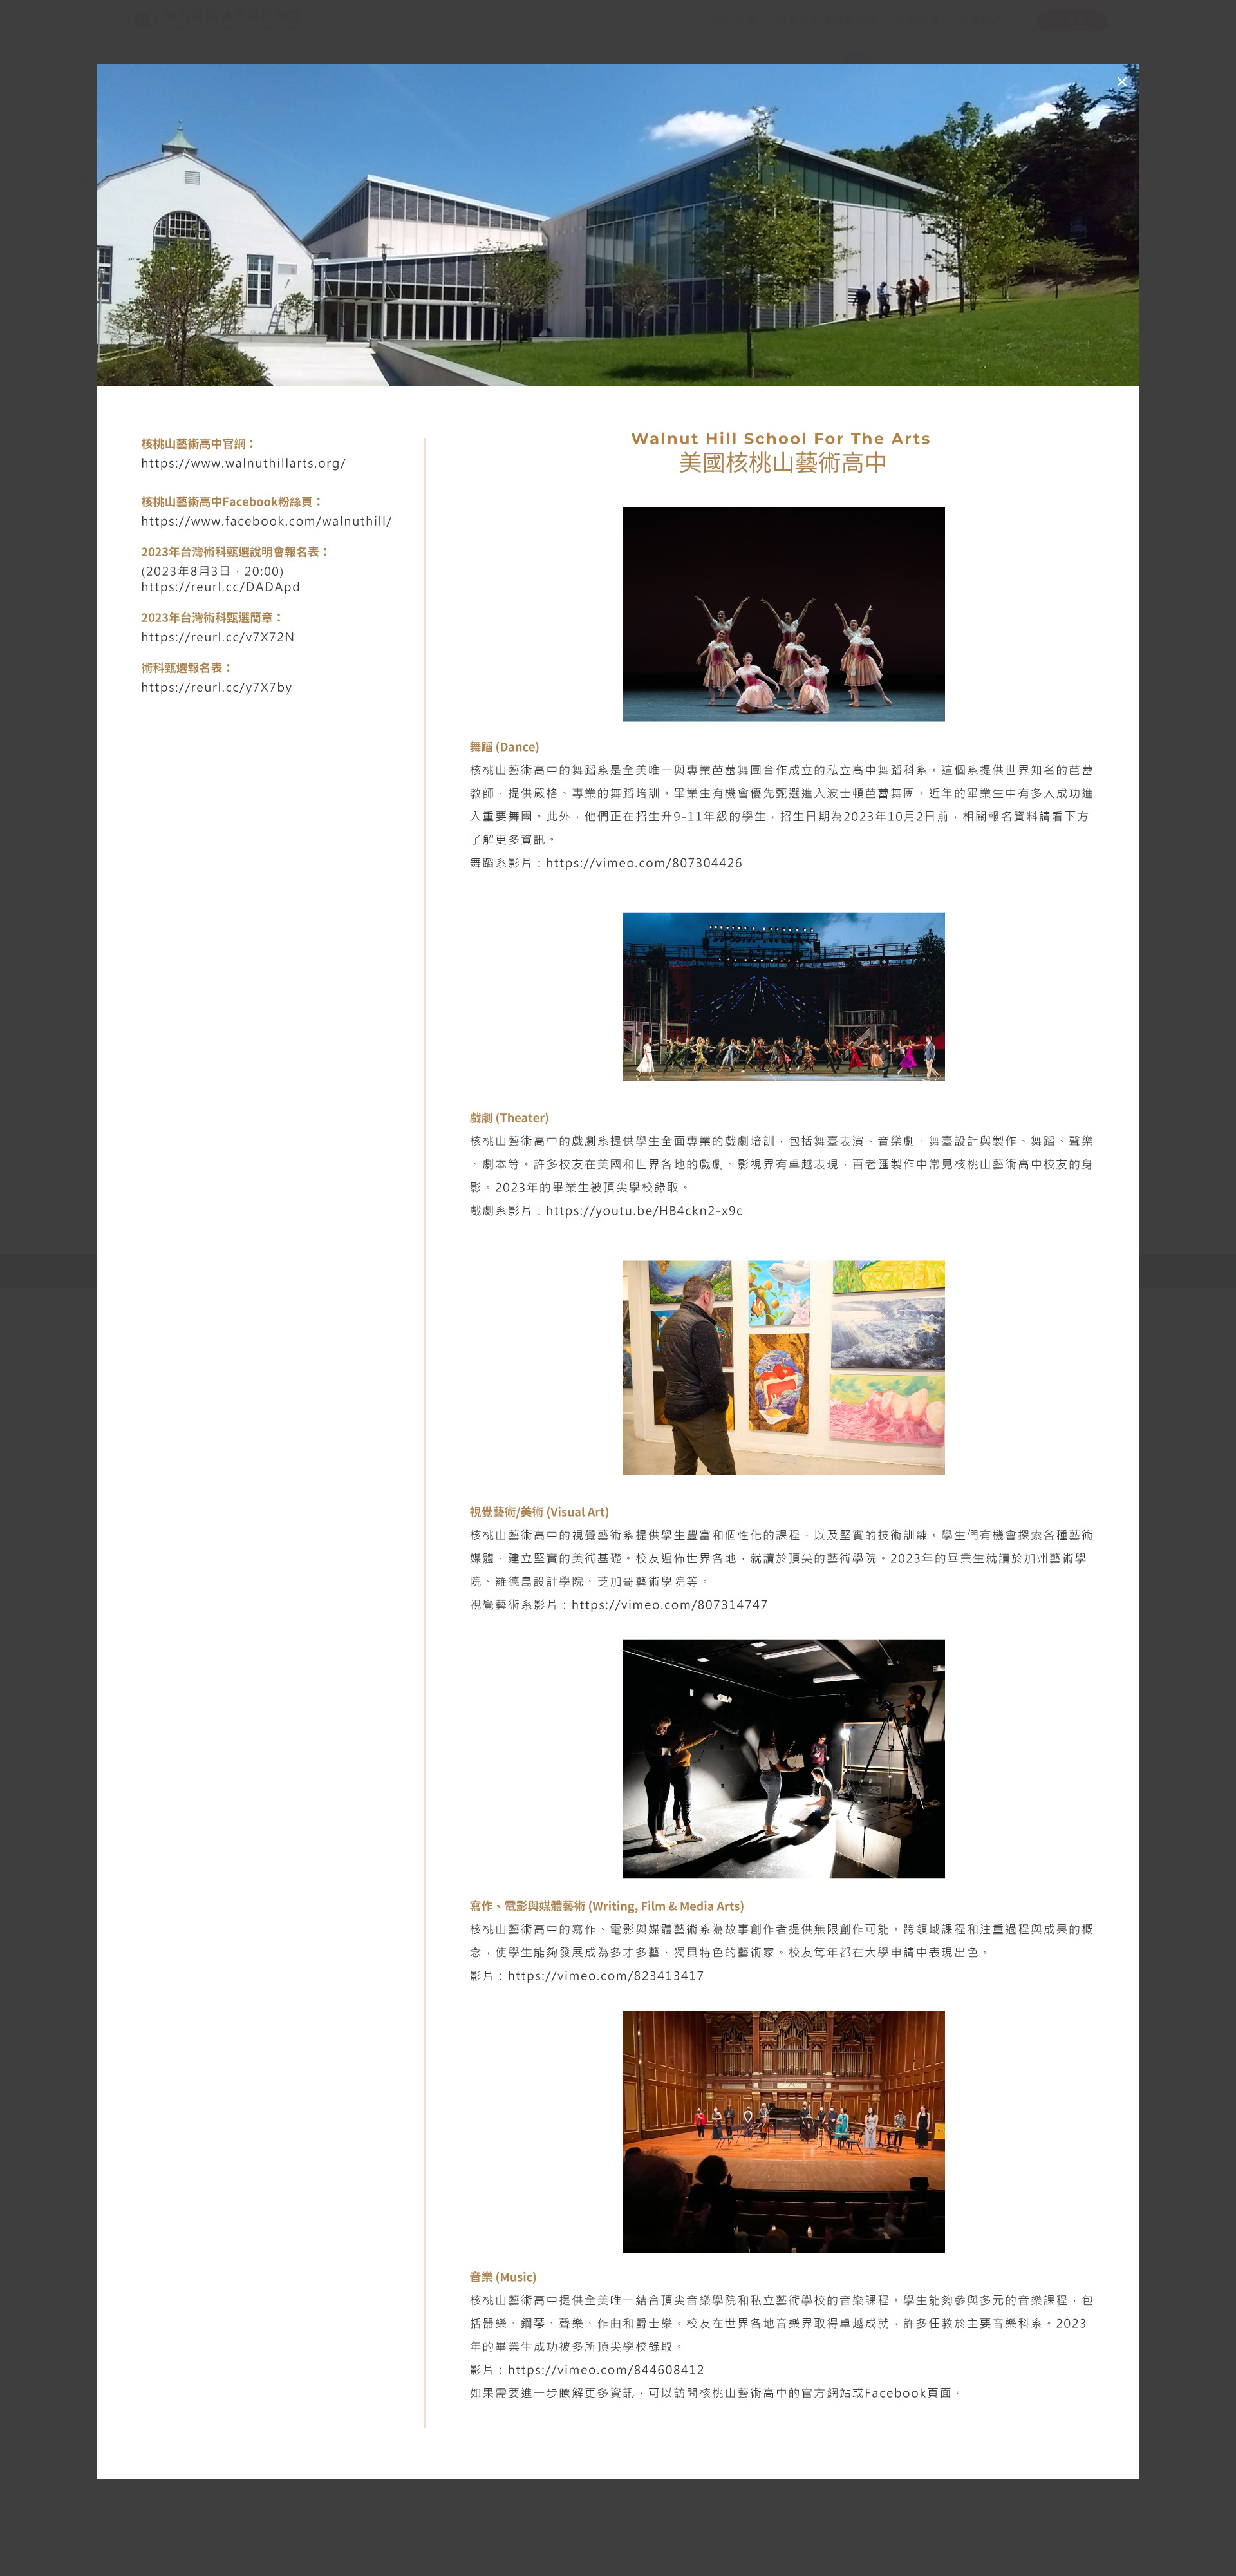 核桃山藝術高中官網：
https://www.walnuthillarts.org/
核桃山藝術高中Facebook粉絲頁：
https://www.facebook.com/walnuthill/
2023年台灣術科甄選說明會報名表：
(2023年8月3日，20:00)
https://reurl.cc/DADApd
2023年台灣術科甄選簡章：
https://reurl.cc/v7X72N
術科甄選報名表：
https://reurl.cc/y7X7by
Walnut Hill School For The Arts
美國核桃山藝術高中
舞蹈 (Dance)
核桃山藝術高中的舞蹈系是全美唯一與專業芭蕾舞團合作成立的私立高中舞蹈科系。這個系提供世界知名的芭蕾
教師，提供嚴格、專業的舞蹈培訓。畢業生有機會優先甄選進入波士頓芭蕾舞團。近年的畢業生中有多人成功進
入重要舞團。此外，他們正在招生升9-11年級的學生，招生日期為2023年10月2日前，相關報名資料請看下方
了解更多資訊。
舞蹈系影片：https://vimeo.com/807304426
戲劇 (Theater)
核桃山藝術高中的戲劇系提供學生全面專業的戲劇培訓，包括舞臺表演、音樂劇、舞臺設計與製作、舞蹈、聲樂
、劇本等。許多校友在美國和世界各地的戲劇、影視界有卓越表現，百老匯製作中常見核桃山藝術高中校友的身
影。2023年的畢業生被頂尖學校錄取。
戲劇系影片：https://youtu.be/HB4ckn2-x9c
視覺藝術/美術 (Visual Art)
核桃山藝術高中的視覺藝術系提供學生豐富和個性化的課程，以及堅實的技術訓練。學生們有機會探索各種藝術
媒體，建立堅實的美術基礎。校友遍佈世界各地，就讀於頂尖的藝術學院。2023年的畢業生就讀於加州藝術學
院、羅德島設計學院、芝加哥藝術學院等。
視覺藝術系影片：https://vimeo.com/807314747
寫作、電影與媒體藝術 (Writing, Film & Media Arts)
核桃山藝術高中的寫作、電影與媒體藝術系為故事創作者提供無限創作可能。跨領域課程和注重過程與成果的概
念，使學生能夠發展成為多才多藝、獨具特色的藝術家。校友每年都在大學申請中表現出色。
影片：https://vimeo.com/823413417
音樂 (Music)
核桃山藝術高中提供全美唯一結合頂尖音樂學院和私立藝術學校的音樂課程。學生能夠參與多元的音樂課程，包
括器樂、鋼琴、聲樂、作曲和爵士樂。校友在世界各地音樂界取得卓越成就，許多任教於主要音樂科系。2023
年的畢業生成功被多所頂尖學校錄取。
影片：https://vimeo.com/844608412
如果需要進一步瞭解更多資訊，可以訪問核桃山藝術高中的官方網站或Facebook頁面。